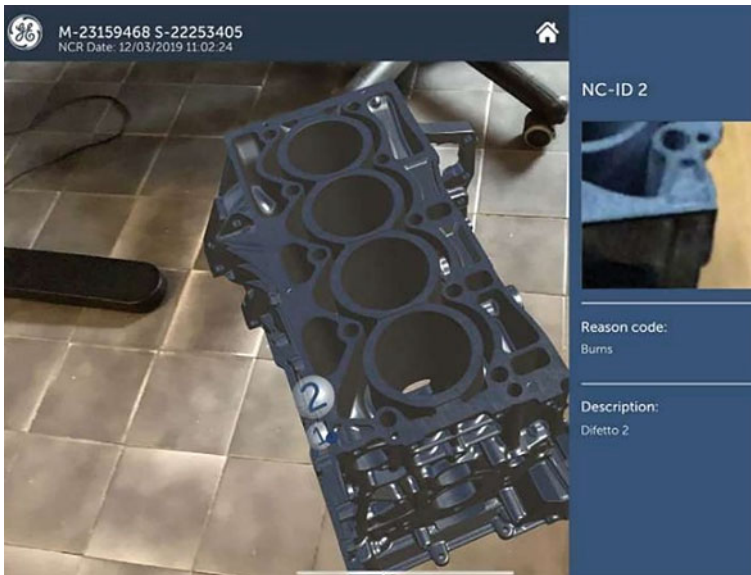 M-23159468 S-22253405
NCR Date: 12/03/2019 11:02:24
NC-ID 2
Reason code:
Burns
Description:
Difetto 2
2
1